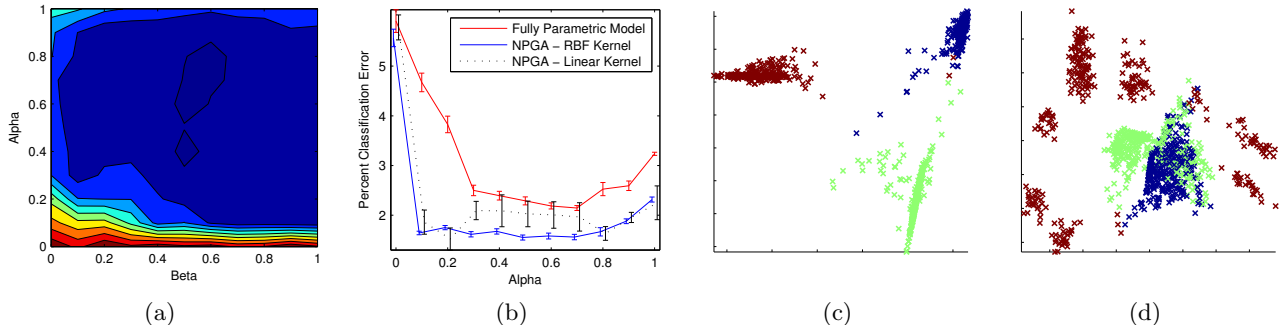 1
0.8
0.6
0.4
0.2
0
Alpha
0 0.2 0.4 0.6 0.8 1
Beta
(a)
Percent Classification Error
5
4
3
2
Fully Parametric Model
NPGA − RBF Kernel
NPGA − Linear Kernel
0 0.2 0.4 0.6 0.8 1
Alpha
(b)
(c)
(d)